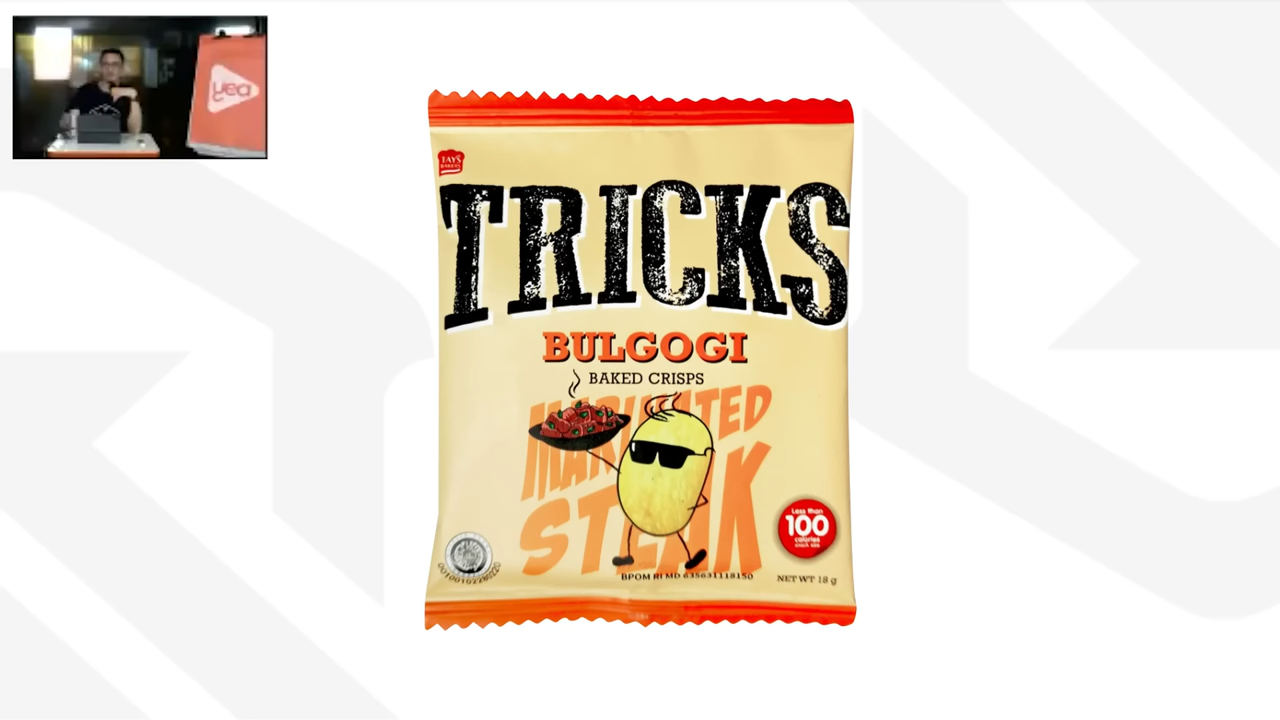 yea
TAYS
BAKERS
TRICKS
BULGOGI
BAKED CRISPS
MARINATED
STEAK
Less than
100
calories
BPOM RI MD 635631118150
NET WT 18 g